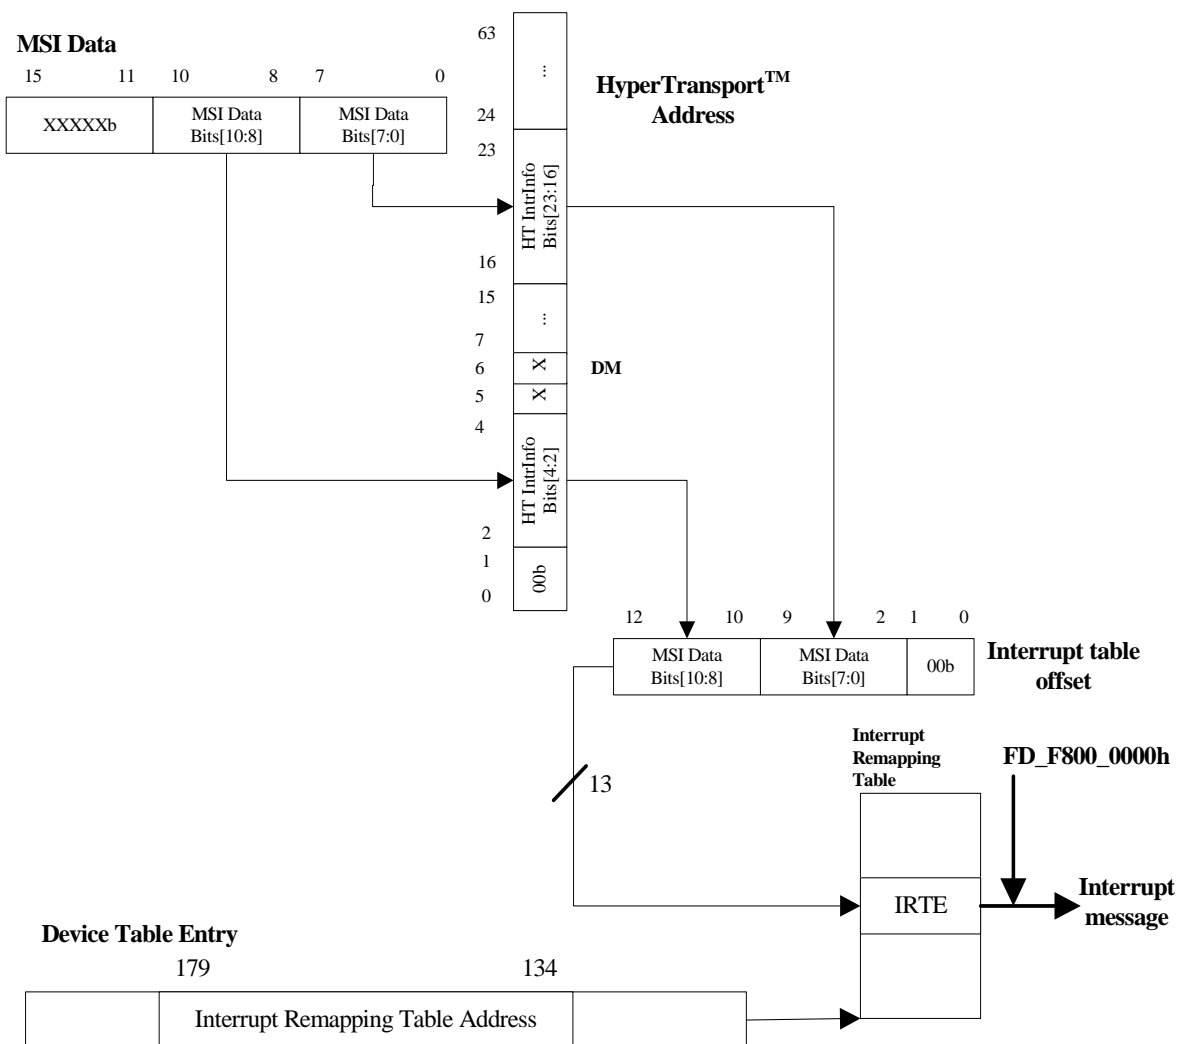 MSI Data
15 11 10 8 7 0
XXXXXb
MSI Data
Bits[10:8]
MSI Data
Bits[7:0]
63
...
24
23
HT IntrInfo
Bits[23:16]
16
15
...
7
6
X
DM
5
X
4
HT IntrInfo
Bits[4:2]
2
1
00b
0
HyperTransport™
Address
12 10 9 2 1 0
MSI Data
Bits[10:8]
MSI Data
Bits[7:0]
00b
Interrupt table
offset
13
Interrupt
Remapping
Table
FD_F800_0000h
IRTE
Interrupt
message
Device Table Entry
179 134
Interrupt Remapping Table Address